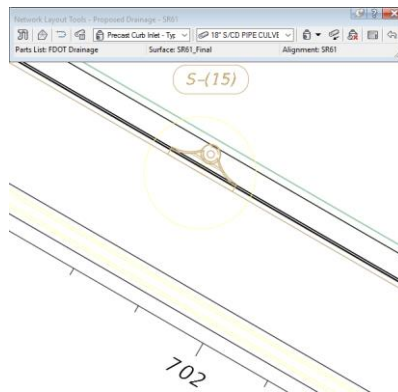 Network Layout Tools - Proposed Drainage - SR61
Precast Curb Inlet - Typ 18" S/CD PIPE CULVE
Parts List: FDOT Drainage Surface: SR61_Final Alignment: SR61
S-(15)
702